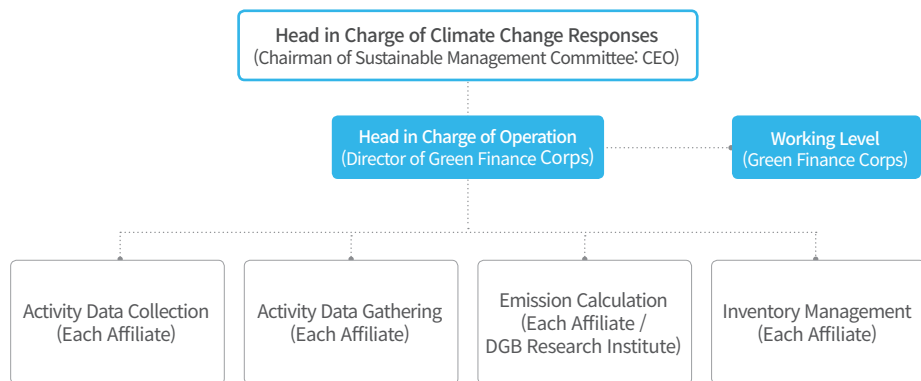 Head in Charge of Climate Change Responses
(Chairman of Sustainable Management Committee: CEO)
Head in Charge of Operation
(Director of Green Finance Corps)
Working Level
(Green Finance Corps)
Activity Data Collection
(Each Affiliate)
Activity Data Gathering
(Each Affiliate)
Emission Calculation
(Each Affiliate /
DGB Research Institute)
Inventory Management
(Each Affiliate)